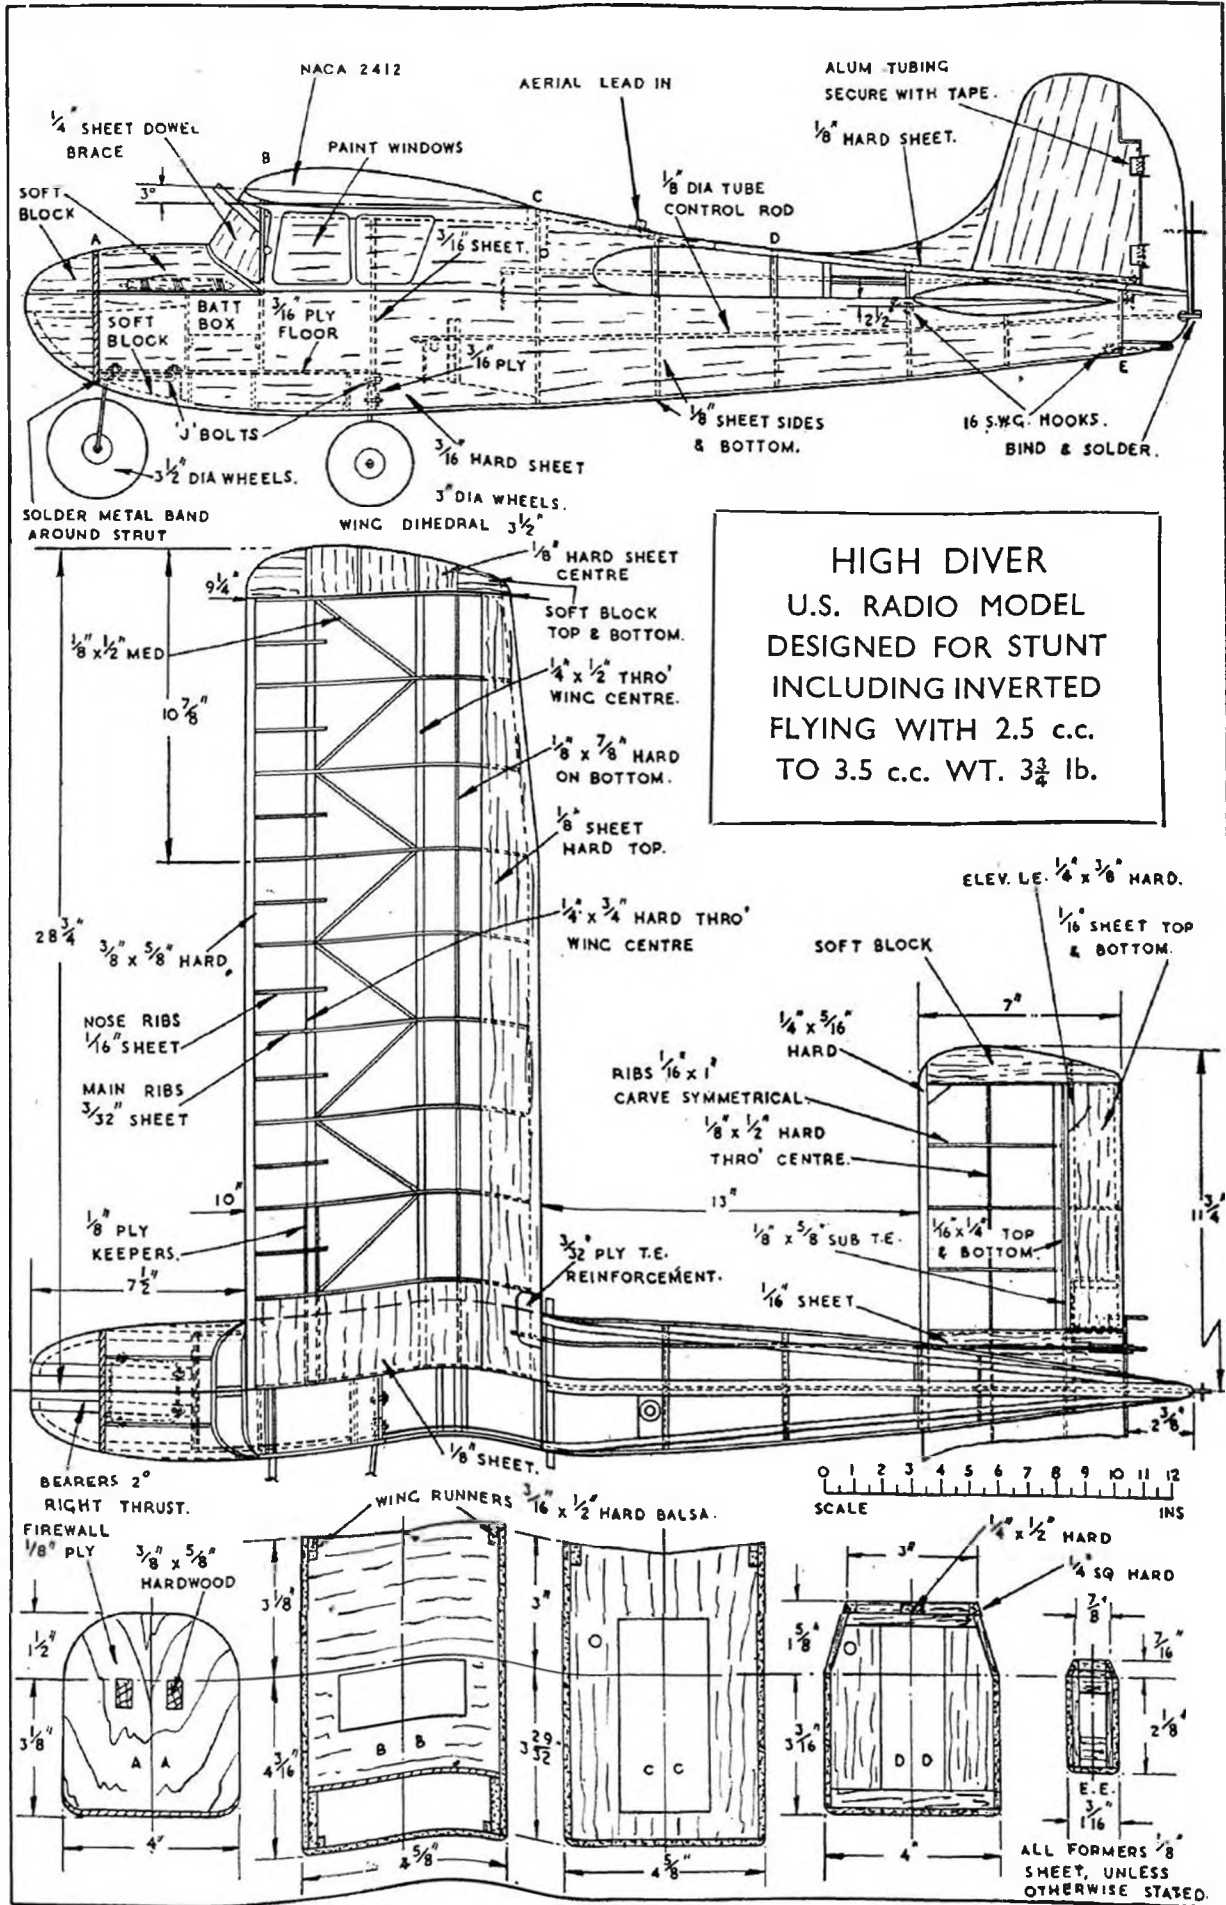 NACA 2412
AERIAL LEAD IN
ALUM TUBING
SECURE WITH TAPE.
1/4" SHEET DOWEL
BRACE
PAINT WINDOWS
1/8" HARD SHEET.
B
3°
SOFT
BLOCK
A
C
1/8" DIA TUBE
CONTROL ROD
3/16" SHEET.
D
BATT
BOX
3/16" PLY
FLOOR
SOFT
BLOCK
2 1/2°
3/16" PLY
E
'J' BOLTS
1/8" SHEET SIDES
& BOTTOM.
16 S.W.G. HOOKS.
BIND & SOLDER.
3 1/2" DIA WHEELS.
3/16" HARD SHEET
3" DIA WHEELS.
SOLDER METAL BAND
AROUND STRUT
WING DIHEDRAL 3 1/2"
HIGH DIVER
U.S. RADIO MODEL
DESIGNED FOR STUNT
INCLUDING INVERTED
FLYING WITH 2.5 c.c.
TO 3.5 c.c. WT. 3 3/4 lb.
1/8" HARD SHEET
CENTRE
9 1/4"
SOFT BLOCK
TOP & BOTTOM.
1/8" x 1/2" MED
1/4" x 1/2" THRO'
WING CENTRE.
10 7/8"
1/8" x 7/8" HARD
ON BOTTOM.
1/8" SHEET
HARD TOP.
28 3/4"
3/8" x 5/8" HARD
1/4" x 3/4" HARD THRO'
WING CENTRE
ELEV. L.E. 1/4" x 3/8" HARD.
1/16" SHEET TOP
& BOTTOM.
SOFT BLOCK
7"
NOSE RIBS
1/16" SHEET
1/4" x 5/16"
HARD
MAIN RIBS
3/32" SHEET
RIBS 1/16" x 1"
CARVE SYMMETRICAL
1/8" x 1/2" HARD
THRO' CENTRE.
10"
13"
11 3/4"
1/8" PLY
KEEPERS.
1/8" x 5/8" SUB T.E.
1/16" x 1/4" TOP
& BOTTOM.
3/32" PLY T.E.
REINFORCEMENT.
7 1/2"
1/16" SHEET
2 3/8"
1/8" SHEET.
BEARERS 2°
RIGHT THRUST.
0 1 2 3 4 5 6 7 8 9 10 11 12
SCALE INS
WING RUNNERS 3/16" x 1/2" HARD BALSA.
FIREWALL
1/8" PLY
3/8" x 5/8"
HARDWOOD
1/4" x 1/2" HARD
1/4" SQ HARD
3"
7/8"
3 1/8"
3"
1 1/2"
1 5/8"
7/16"
3 1/8"
4 3/16"
3 29/32"
3 3/16"
2 1/8"
A A
B B
C C
D D
E.E.
4"
4 5/8"
4 5/8"
4"
1 3/16"
ALL FORMERS 1/8"
SHEET, UNLESS
OTHERWISE STATED.